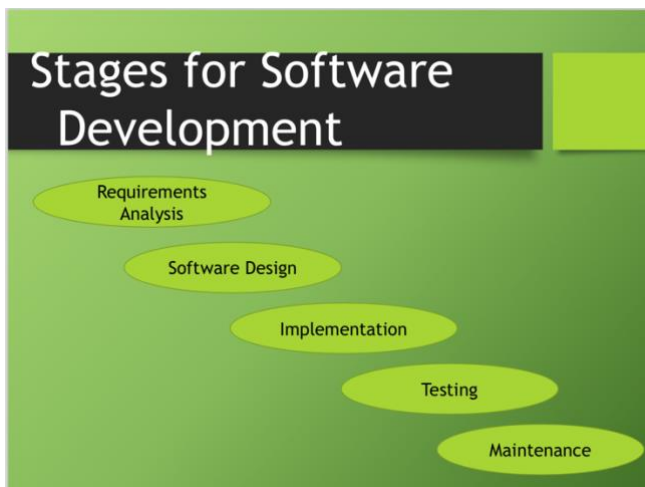 Stages for Software
Development
Requirements
Analysis
Software Design
Implementation
Testing
Maintenance